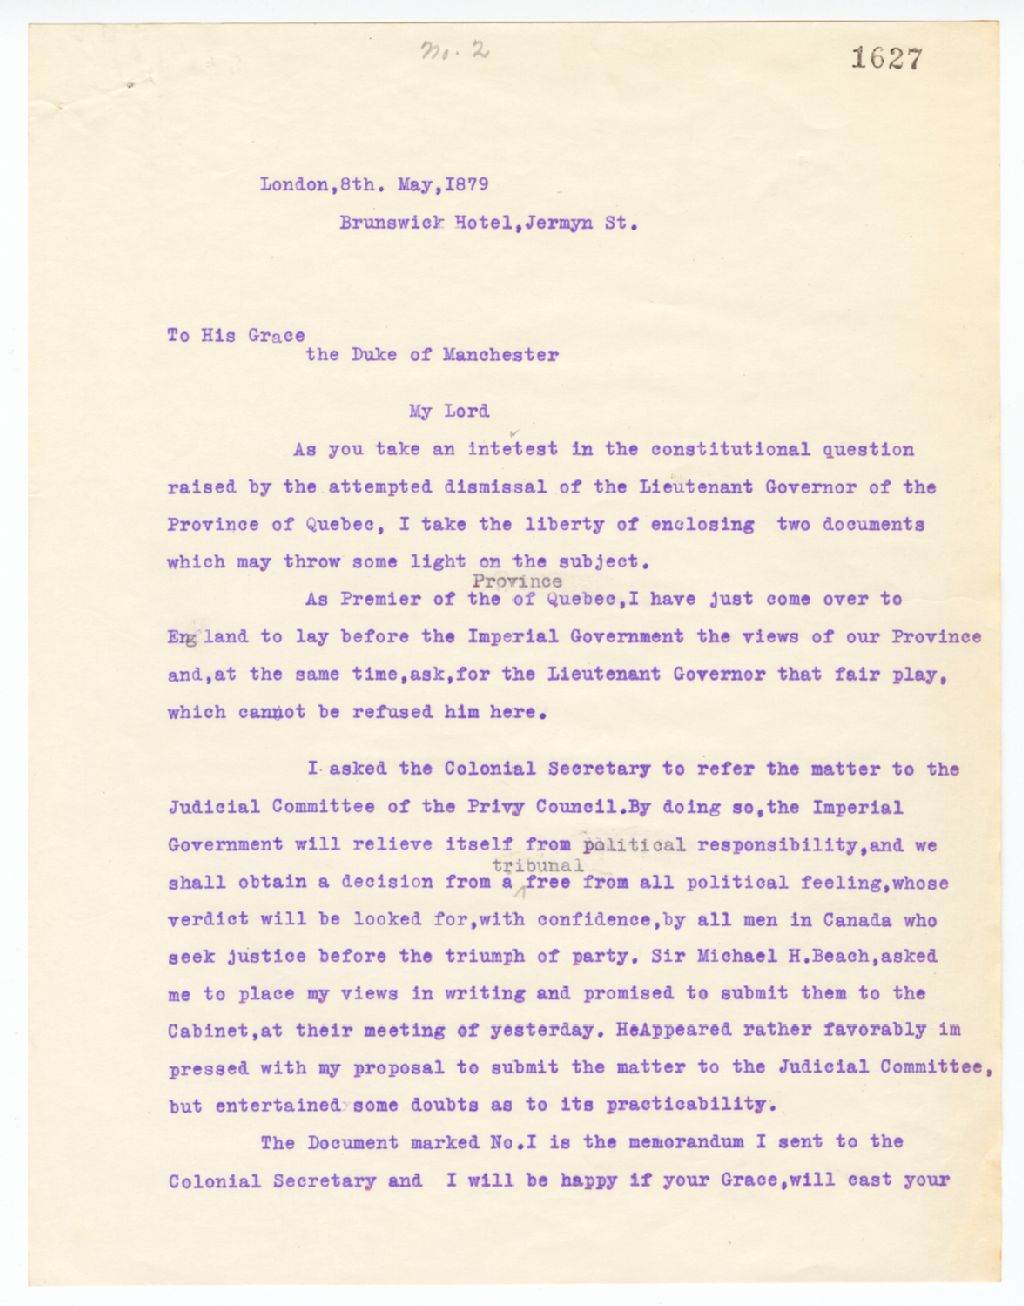 No. 2
1627
London,8th. May,I879
Brunswick Hotel,Jermyn St.
To His Grace
the Duke of Manchester
My Lord
As you take an intetest in the constitutional question
raised by the attempted dismissal of the Lieutenant Governor of the
Province of Quebec, I take the liberty of enclosing  two documents
which may throw some light on the subject.
Province
As Premier of the of Quebec,I have just come over to
England to lay before the Imperial Government the views of our Province
and,at the same time,ask,for the Lieutenant Governor that fair play,
which cannot be refused him here.
I asked the Colonial Secretary to refer the matter to the
Judicial Committee of the Privy Council.By doing so,the Imperial
Government will relieve itself from political responsibility,and we
tribunal
shall obtain a decision from a free from all political feeling,whose
verdict will be looked for,with confidence,by all men in Canada who
seek justice before the triumph of party. Sir Michael H.Beach,asked
me to place my views in writing and promised to submit them to the
Cabinet,at their meeting of yesterday. HeAppeared rather favorably im
pressed with my proposal to submit the matter to the Judicial Committee,
but entertained some doubts as to its practicability.
The Document marked No.I is the memorandum I sent to the
Colonial Secretary and  I will be happy if your Grace,will cast your